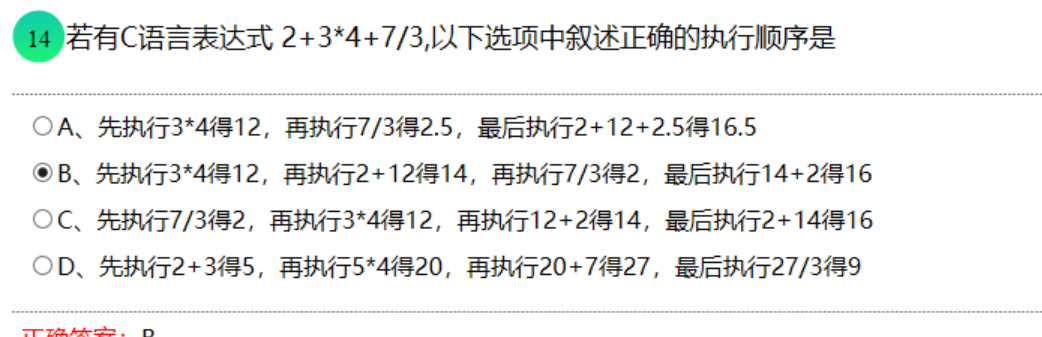 14 若有C语言表达式 2+3*4+7/3,以下选项中叙述正确的执行顺序是
A、先执行3*4得12，再执行7/3得2.5，最后执行2+12+2.5得16.5
B、先执行3*4得12，再执行2+12得14，再执行7/3得2，最后执行14+2得16
C、先执行7/3得2，再执行3*4得12，再执行12+2得14，最后执行2+14得16
D、先执行2+3得5，再执行5*4得20，再执行20+7得27，最后执行27/3得9
正确答案：B